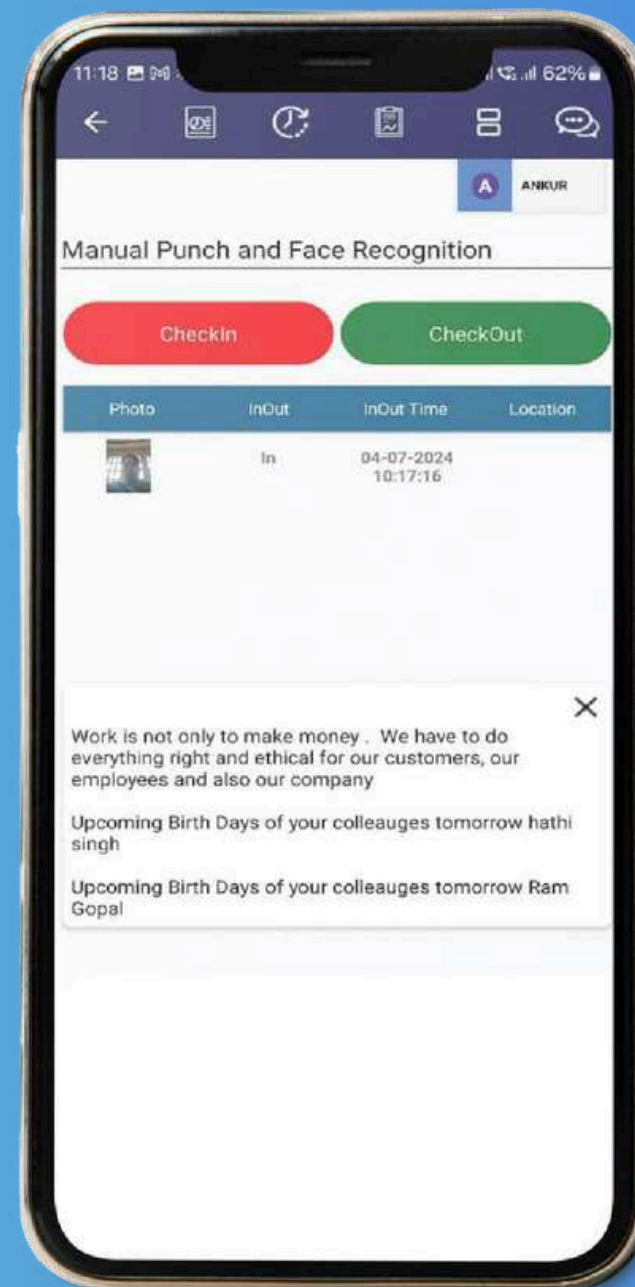 11:18 62%
A ANKUR
Manual Punch and Face Recognition
CheckIn CheckOut
Photo InOut InOut Time Location
In 04-07-2024
10:17:16
Work is not only to make money . We have to do
everything right and ethical for our customers, our
employees and also our company
Upcoming Birth Days of your colleauges tomorrow hathi
singh
Upcoming Birth Days of your colleauges tomorrow Ram
Gopal